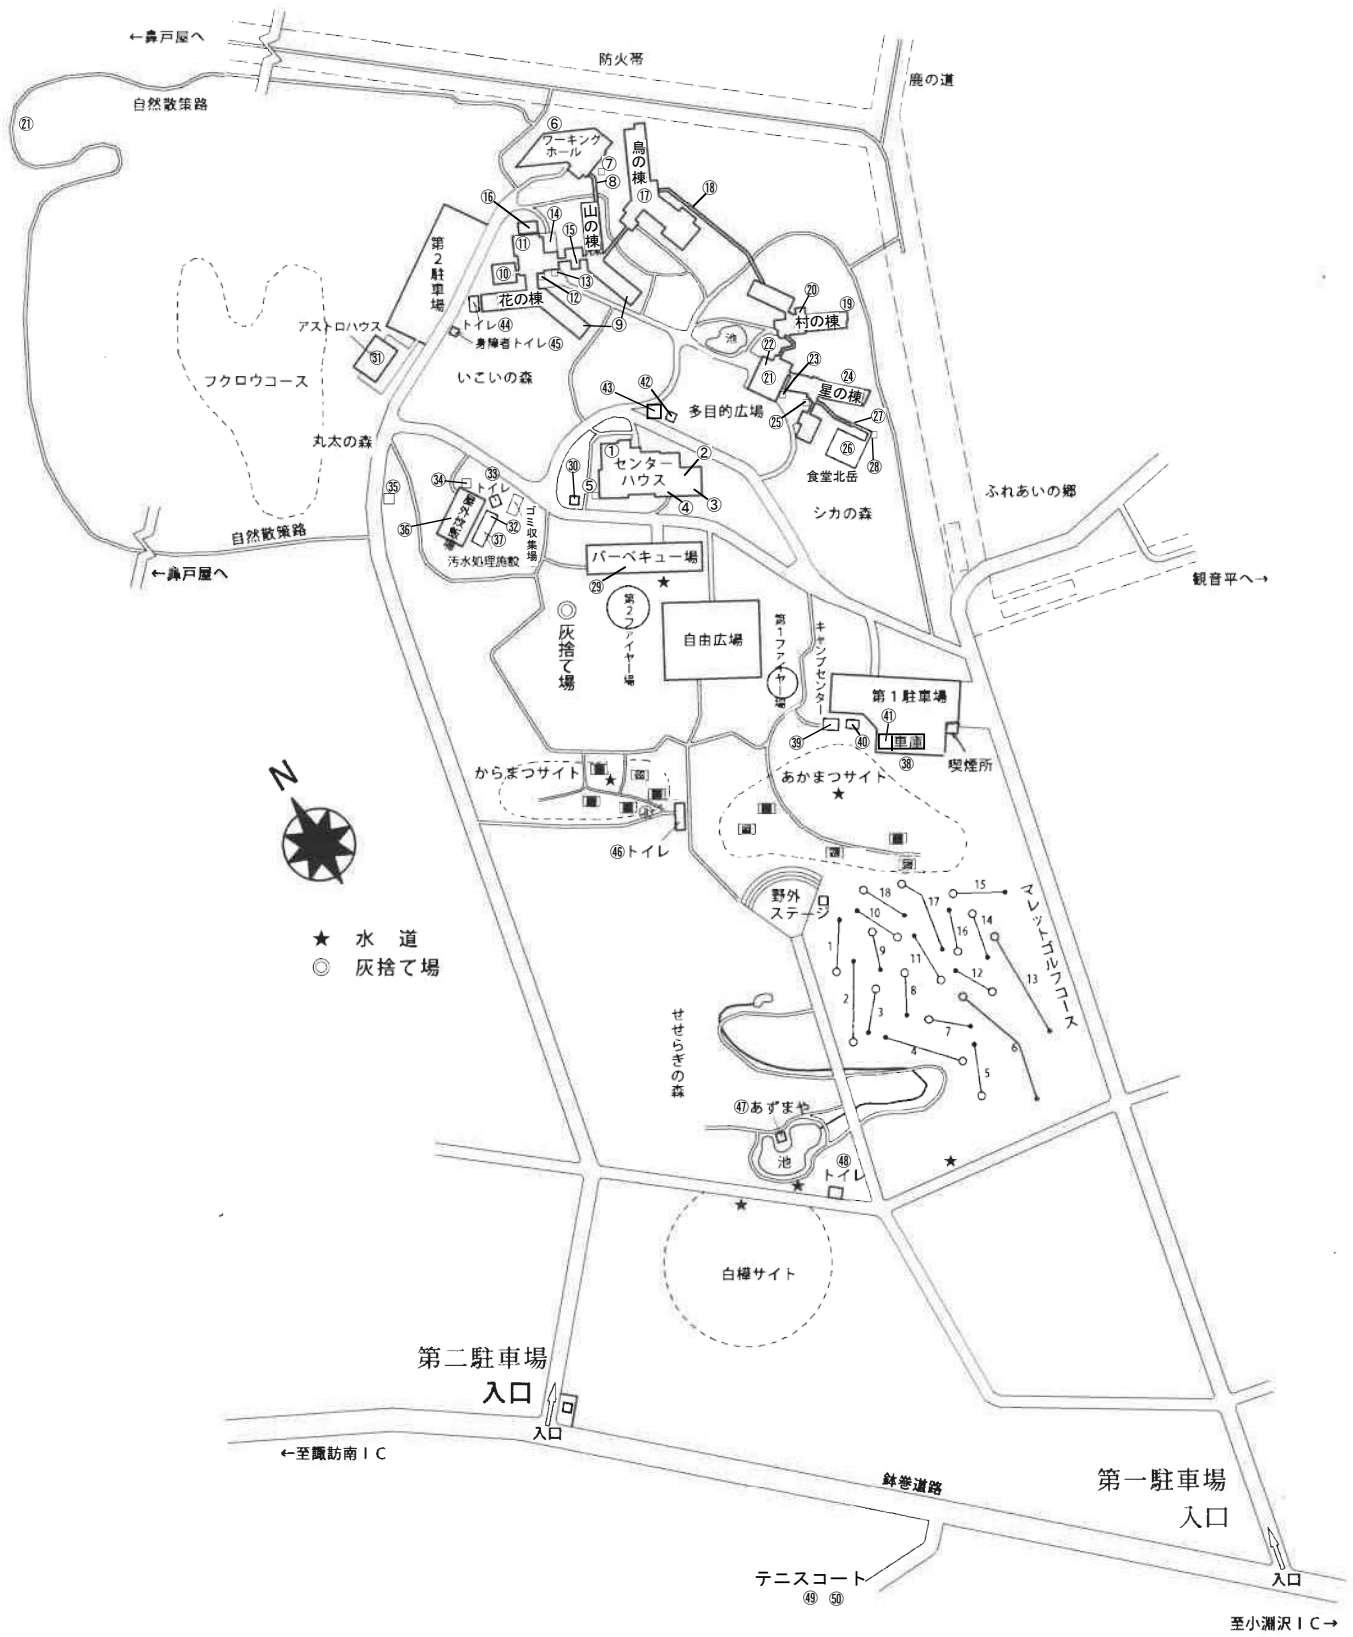 ←鼻戸屋へ
防火帯
鹿の道
自然散策路
㉑
⑥
ワーキング
ホール
⑦
⑧
鳥の棟
⑰
⑱
⑯
⑭
⑮
山の棟
⑪
⑩
⑬
⑫
花の棟
⑨
第2駐車場
トイレ㊹
身障者トイレ㊺
アストロハウス
㉛
フクロウコース
いこいの森
⑳
⑲
村の棟
池
㉒
㉑
㉓
㉔
星の棟
㉕
㉗
㉖
㉘
食堂北岳
㊸
㊷
多目的広場
丸太の森
①
センター
ハウス
②
③
④
⑤
㉚
シカの森
ふれあいの郷
㉝
トイレ
㉞
㉟
㊱
㉜
㊲
ゴミ収集場
汚水処理施設
自然散策路
←鼻戸屋へ
観音平へ→
バーベキュー場
㉙
★
第2ファイヤー場
◎
灰捨て場
自由広場
第1ファイヤー場
キャンプセンター
第1駐車場
㊴
㊵
㊶
車庫
㊳
喫煙所
からまつサイト
★
あかまつサイト
★
㊻トイレ
N
野外
ステージ
18
17
15
10
14
16
1
9
11
12
13
2
8
3
7
4
6
5
マレットゴルフコース
★ 水 道
◎ 灰捨て場
せせらぎの森
㊼あずまや
池
㊽
トイレ
★
★
★
白樺サイト
第二駐車場
入口
入口
←至諏訪南IC
鉢巻道路
第一駐車場
入口
入口
テニスコート
㊾ ㊿
至小淵沢IC→